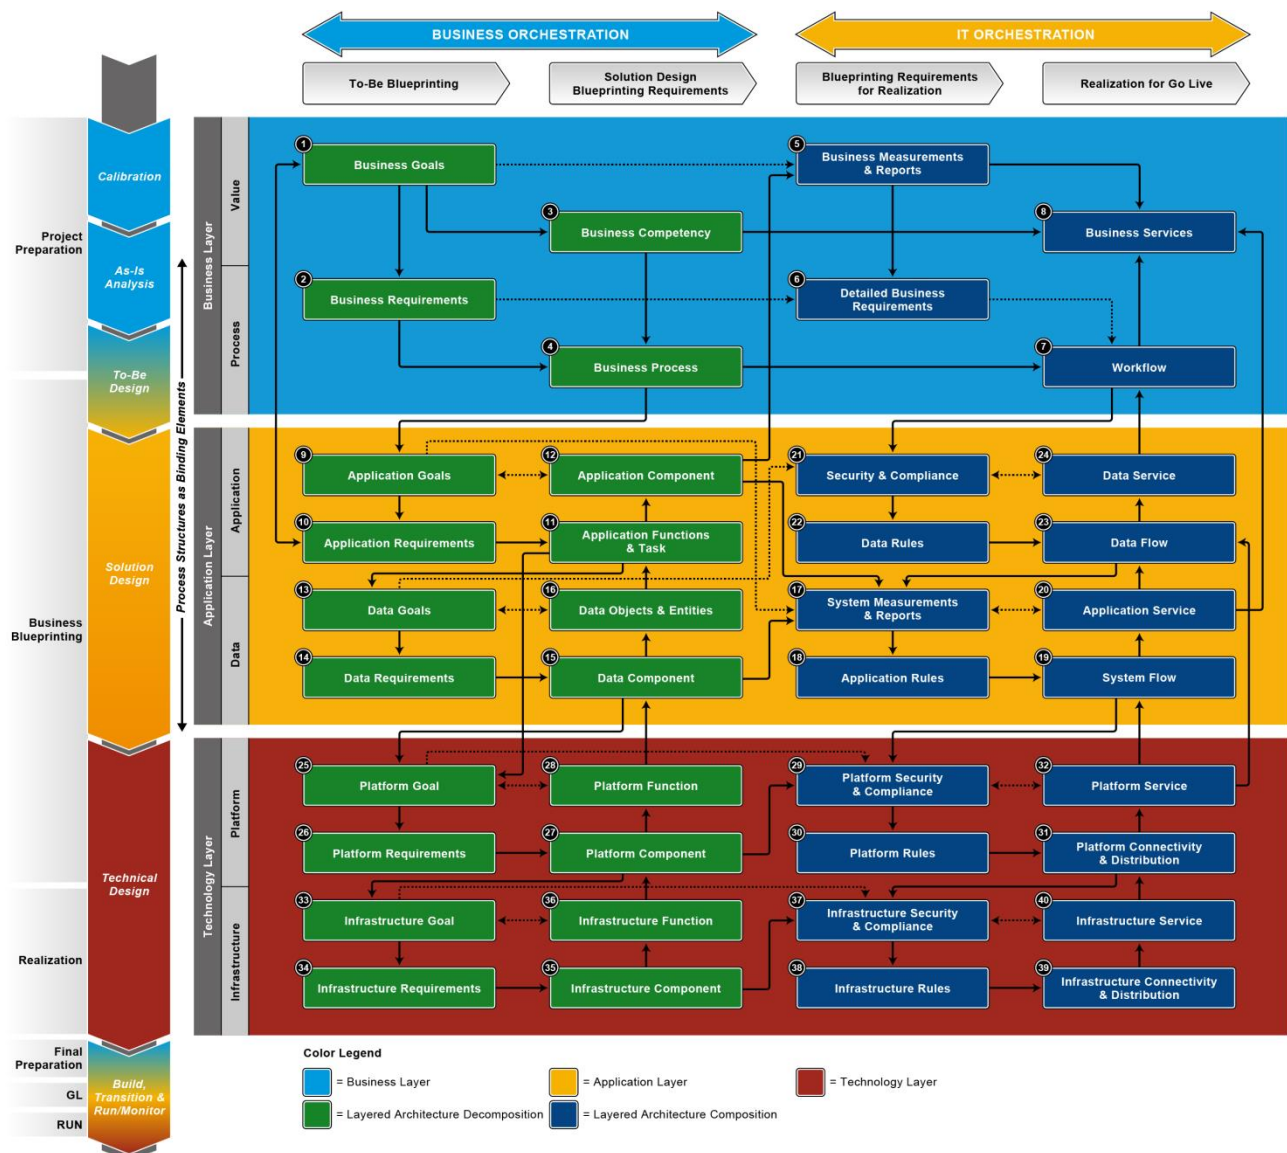 BUSINESS ORCHESTRATION
IT ORCHESTRATION
To-Be Blueprinting
Solution Design
Blueprinting Requirements
Blueprinting Requirements
for Realization
Realization for Go Live
Project
Preparation
Business
Blueprinting
Realization
Final
Preparation
GL
RUN
Calibration
As-Is
Analysis
To-Be
Design
Solution
Design
Technical
Design
Build,
Transition &
Run/Monitor
Process Structures as Binding Elements
Business Layer
Value
Process
1
Business Goals
5
Business Measurements
& Reports
3
Business Competency
8
Business Services
2
Business Requirements
6
Detailed Business
Requirements
4
Business Process
7
Workflow
Application Layer
Application
Data
9
Application Goals
12
Application Component
21
Security & Compliance
24
Data Service
10
Application Requirements
11
Application Functions
& Task
22
Data Rules
23
Data Flow
13
Data Goals
16
Data Objects & Entities
17
System Measurements
& Reports
20
Application Service
14
Data Requirements
15
Data Component
18
Application Rules
19
System Flow
Technology Layer
Platform
Infrastructure
25
Platform Goal
28
Platform Function
29
Platform Security
& Compliance
32
Platform Service
26
Platform Requirements
27
Platform Component
30
Platform Rules
31
Platform Connectivity
& Distribution
33
Infrastructure Goal
36
Infrastructure Function
37
Infrastructure Security
& Compliance
40
Infrastructure Service
34
Infrastructure Requirements
35
Infrastructure Component
38
Infrastructure Rules
39
Infrastructure Connectivity
& Distribution
Color Legend
= Business Layer
= Application Layer
= Technology Layer
= Layered Architecture Decomposition
= Layered Architecture Composition